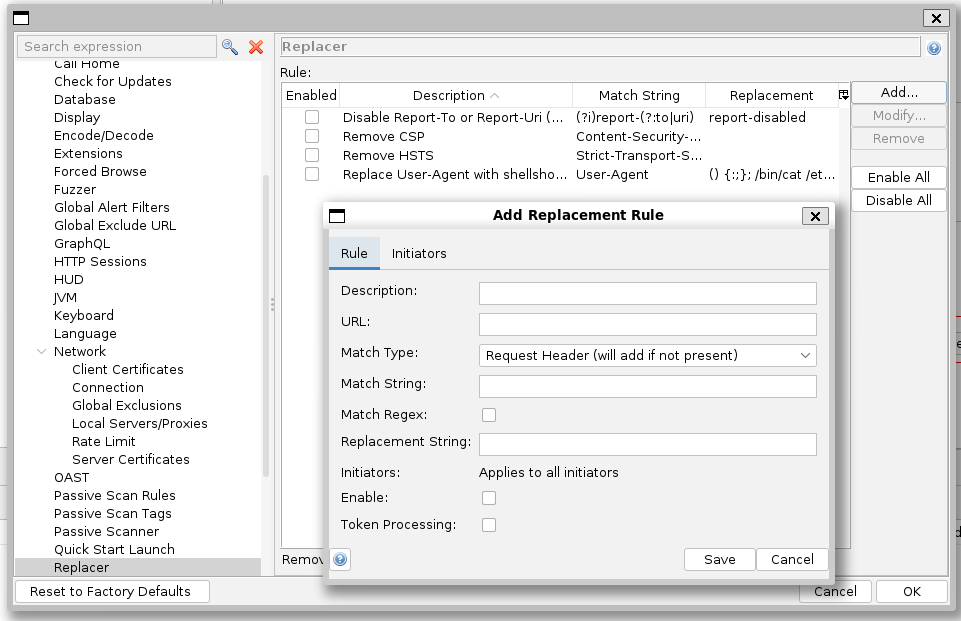 Search expression
Call Home
Check for Updates
Database
Display
Encode/Decode
Extensions
Forced Browse
Fuzzer
Global Alert Filters
Global Exclude URL
GraphQL
HTTP Sessions
HUD
JVM
Keyboard
Language
Network
Client Certificates
Connection
Global Exclusions
Local Servers/Proxies
Rate Limit
Server Certificates
OAST
Passive Scan Rules
Passive Scan Tags
Passive Scanner
Quick Start Launch
Replacer
Replacer
Rule:
Enabled Description Match String Replacement
Disable Report-To or Report-Uri (... (?i)report-(?:to|uri) report-disabled
Remove CSP Content-Security-...
Remove HSTS Strict-Transport-S...
Replace User-Agent with shellsho... User-Agent () {:;}; /bin/cat /et...
Add...
Modify...
Remove
Enable All
Disable All
Add Replacement Rule
Rule Initiators
Description:
URL:
Match Type: Request Header (will add if not present)
Match String:
Match Regex:
Replacement String:
Initiators: Applies to all initiators
Enable:
Token Processing:
Save Cancel
Remov
Reset to Factory Defaults Cancel OK